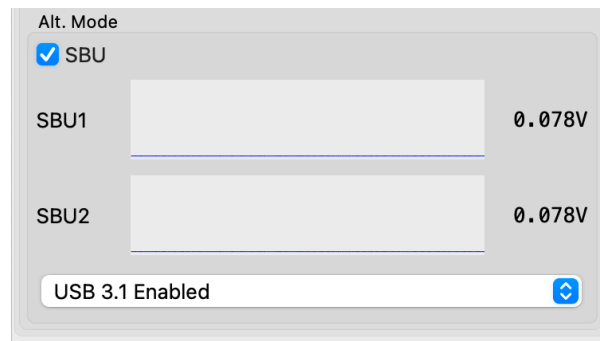 Alt. Mode
SBU
SBU1 0.078V
SBU2 0.078V
USB 3.1 Enabled